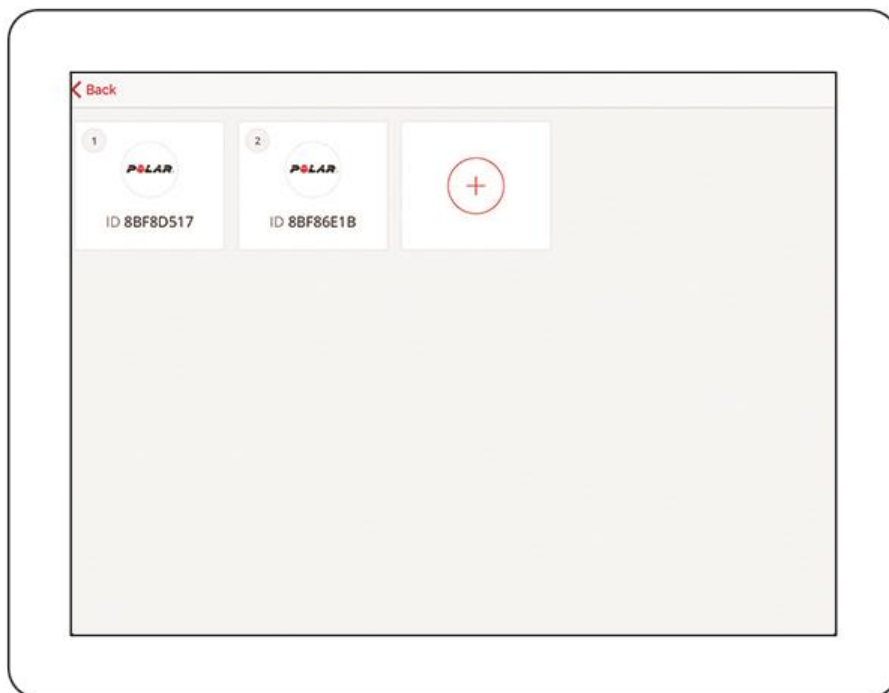 Back
1
POLAR
ID 8BF8D517
2
POLAR
ID 8BF86E1B
+